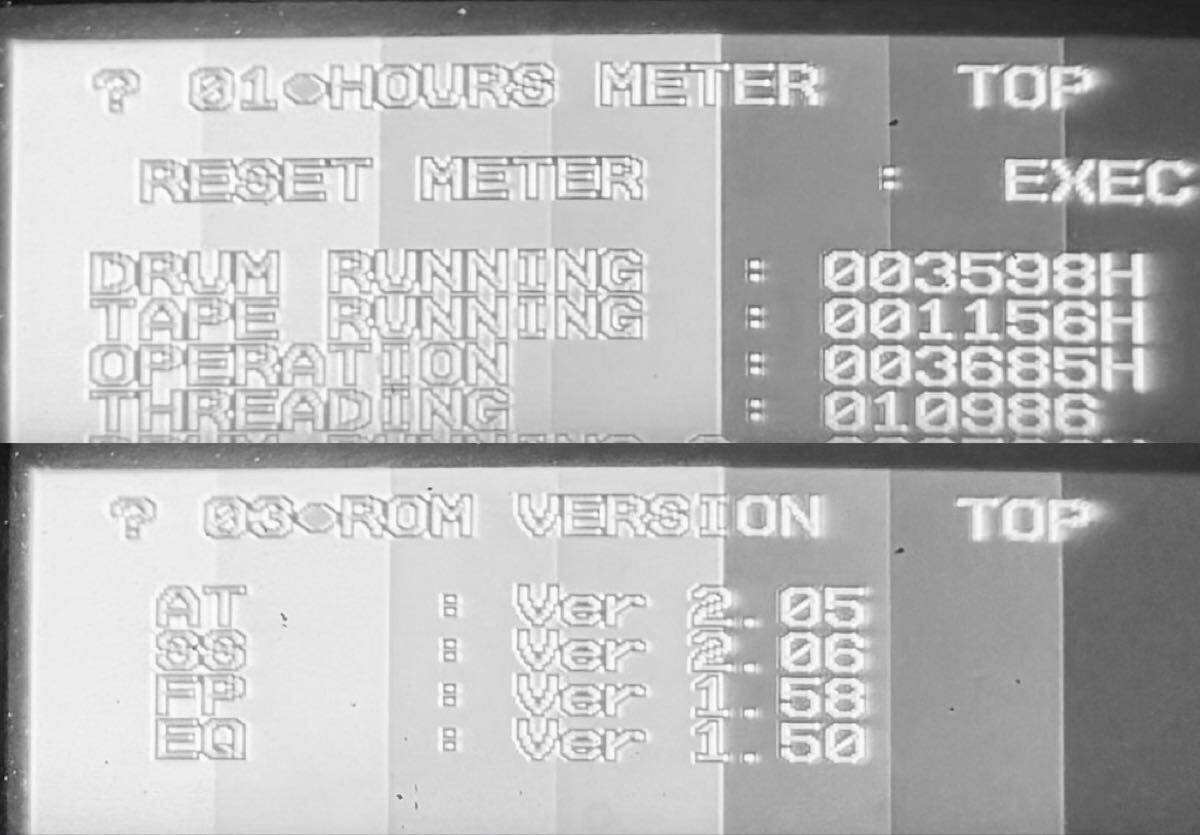 ? 01●HOURS METER TOP
RESET METER : EXEC
DRUM RUNNING : 003598H
TAPE RUNNING : 001156H
OPERATION : 003685H
THREADING : 010986
? 03●ROM VERSION TOP
AT : Ver 2.05
SS : Ver 2.06
FP : Ver 1.58
EQ : Ver 1.50